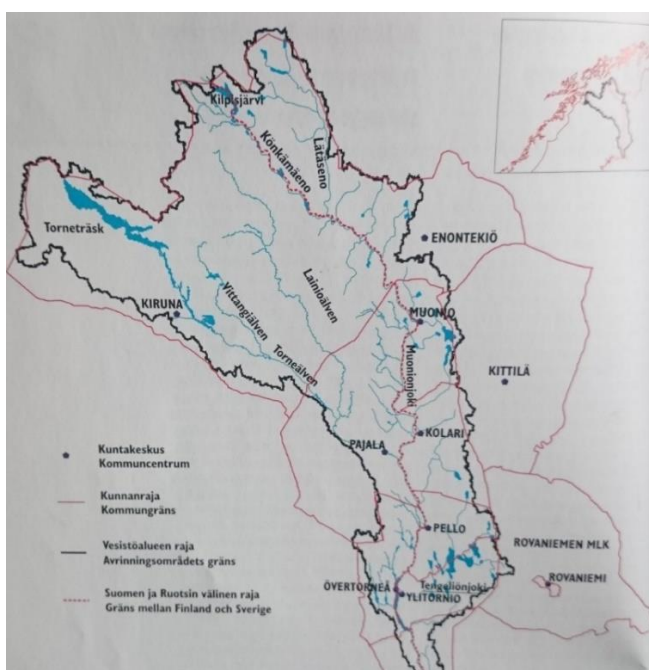 Kilpisjärvi
Könkämäeno
Lätäseno
Torneträsk
ENONTEKIÖ
Lainioälven
KIRUNA
Vittangiälven
MUONIO
Torneälven
Muonionjoki
KITTILÄ
PAJALA
KOLARI
Kuntakeskus
Kommuncentrum
Kunnanraja
Kommungräns
PELLO
ROVANIEMEN MLK
Vesistöalueen raja
Avrinningsområdets gräns
Tengeliönjoki
ROVANIEMI
ÖVERTORNEÅ
YLITORNIO
Suomen ja Ruotsin välinen raja
Gräns mellan Finland och Sverige